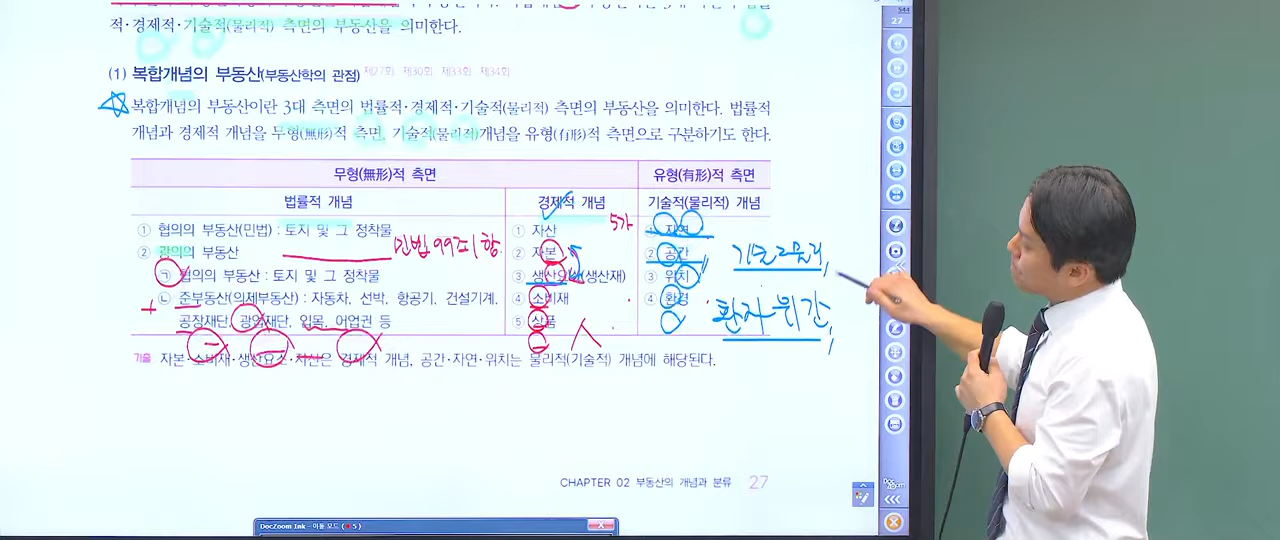 적·경제적·기술적(물리적) 측면의 부동산을 의미한다.
(1) 복합개념의 부동산(부동산학의 관점) 제27회 제30회 제33회 제34회
복합개념의 부동산이란 3대 측면의 법률적·경제적·기술적(물리적) 측면의 부동산을 의미한다. 법률적
개념과 경제적 개념을 무형(無形)적 측면, 기술적(물리적)개념을 유형(有形)적 측면으로 구분하기도 한다.
무형(無形)적 측면 유형(有形)적 측면
법률적 개념 경제적 개념 기술적(물리적) 개념
① 협의의 부동산(민법) : 토지 및 그 정착물 ① 자산 5가 ① 자연
② 광의의 부동산 민법 99조 1항 ② 자본 ② 공간 기술=물리
㉠ 협의의 부동산 : 토지 및 그 정착물 ③ 생산요소(생산재) ③ 위치
㉡ 준부동산(의제부동산) : 자동차, 선박, 항공기, 건설기계, ④ 소비재 ④ 환경
+ 공장재단, 광업재단, 입목, 어업권 등 ⑤ 상품 환자 위간
기출 자본·소비재·생산요소·자산은 경제적 개념, 공간·자연·위치는 물리적(기술적) 개념에 해당된다.
CHAPTER 02 부동산의 개념과 분류 27
DocZoom Ink - 이동 모드 ( 5 )
544
27